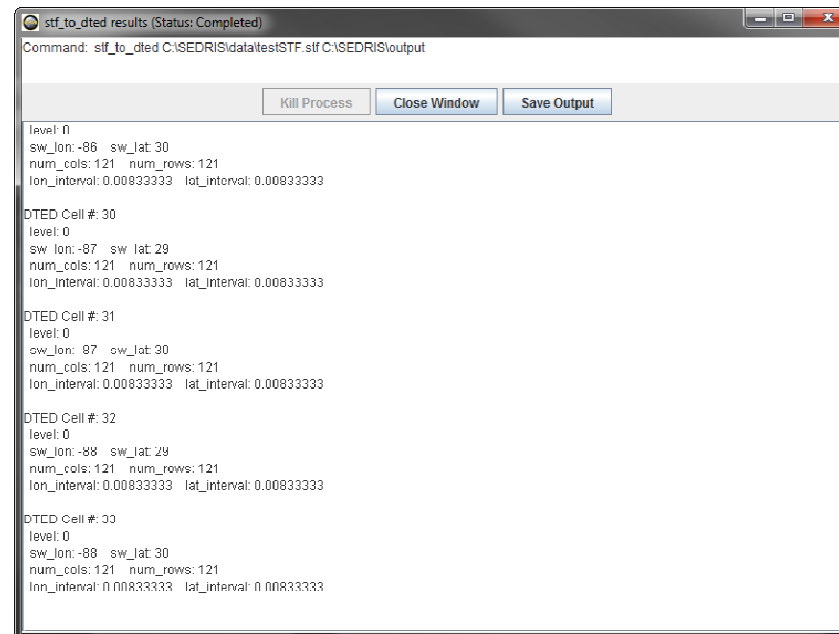 stf_to_dted results (Status: Completed)
Command: stf_to_dted C:\SEDRIS\data\testSTF.stf C:\SEDRIS\output
Kill Process Close Window Save Output
level: 0
sw_lon: -86 sw_lat: 30
num_cols: 121 num_rows: 121
lon_interval: 0.00833333 lat_interval: 0.00833333
DTED Cell #: 30
level: 0
sw_lon: -87 sw_lat: 29
num_cols: 121 num_rows: 121
lon_interval: 0.00833333 lat_interval: 0.00833333
DTED Cell #: 31
level: 0
sw_lon: -87 sw_lat: 30
num_cols: 121 num_rows: 121
lon_interval: 0.00833333 lat_interval: 0.00833333
DTED Cell #: 32
level: 0
sw_lon: -88 sw_lat: 29
num_cols: 121 num_rows: 121
lon_interval: 0.00833333 lat_interval: 0.00833333
DTED Cell #: 33
level: 0
sw_lon: -88 sw_lat: 30
num_cols: 121 num_rows: 121
lon_interval: 0.00833333 lat_interval: 0.00833333